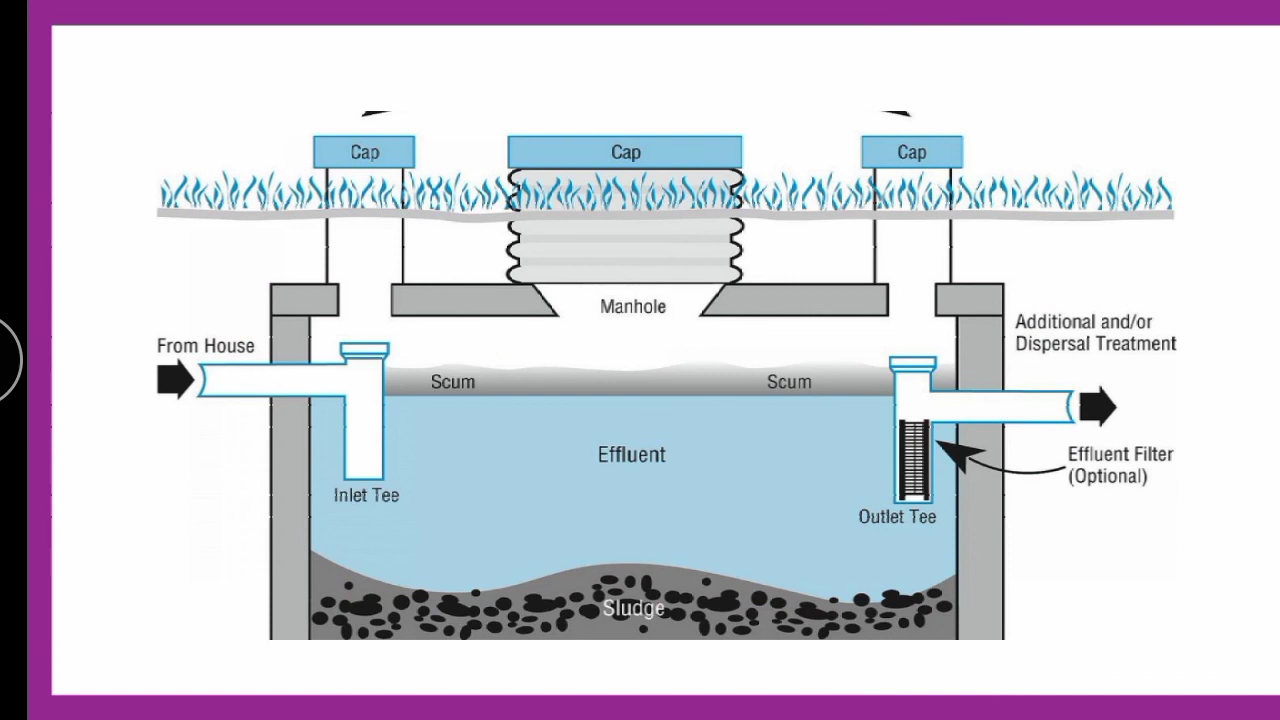 Cap
Cap
Cap
Manhole
From House
Additional and/or
Dispersal Treatment
Scum
Scum
Effluent
Effluent Filter
(Optional)
Inlet Tee
Outlet Tee
Sludge